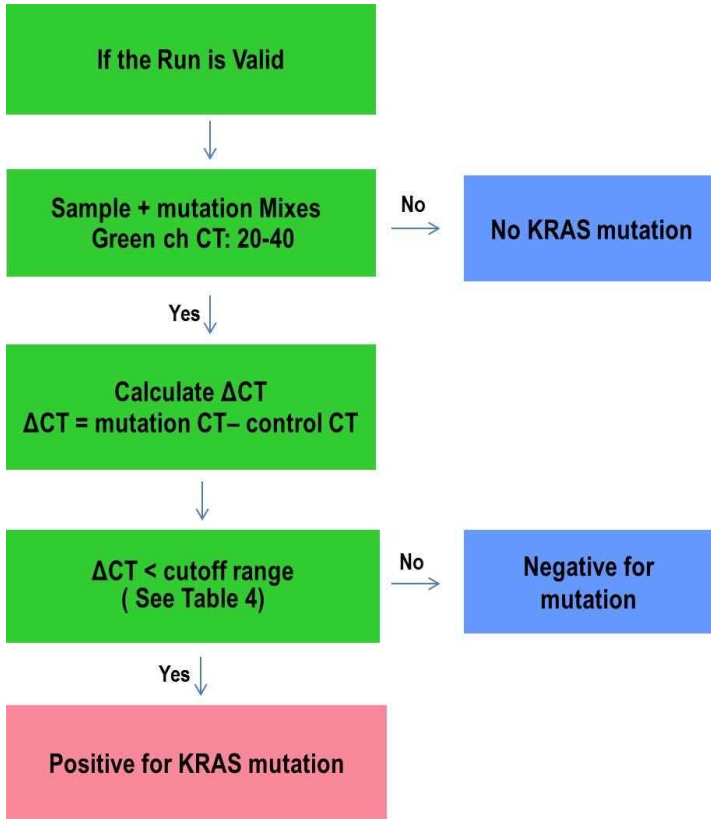 If the Run is Valid
Sample + mutation Mixes
Green ch CT: 20-40
No
No KRAS mutation
Yes
Calculate ΔCT
ΔCT = mutation CT– control CT
ΔCT < cutoff range
( See Table 4)
No
Negative for
mutation
Yes
Positive for KRAS mutation